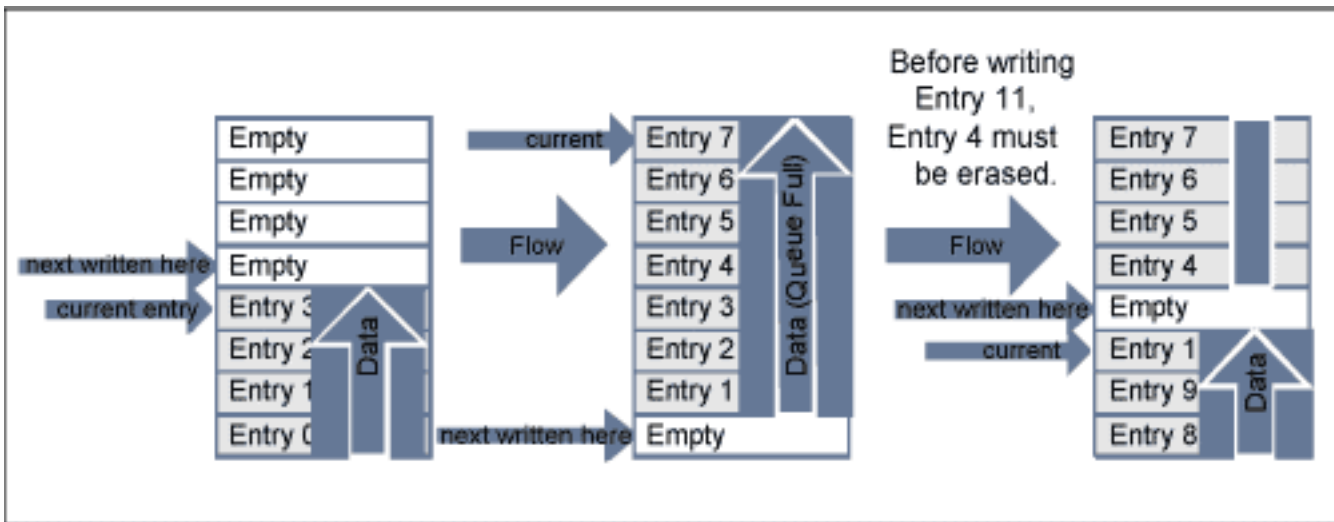 Empty
Empty
Empty
next written here
Empty
current entry
Entry 3
Entry 2
Entry 1
Entry 0
Data
current
Entry 7
Entry 6
Flow
Entry 5
Entry 4
Entry 3
Entry 2
Entry 1
next written here
Empty
Data (Queue Full)
Before writing
Entry 11,
Entry 4 must
be erased.
Flow
Entry 7
Entry 6
Entry 5
Entry 4
next written here
Empty
current
Entry 1
Entry 9
Entry 8
Data